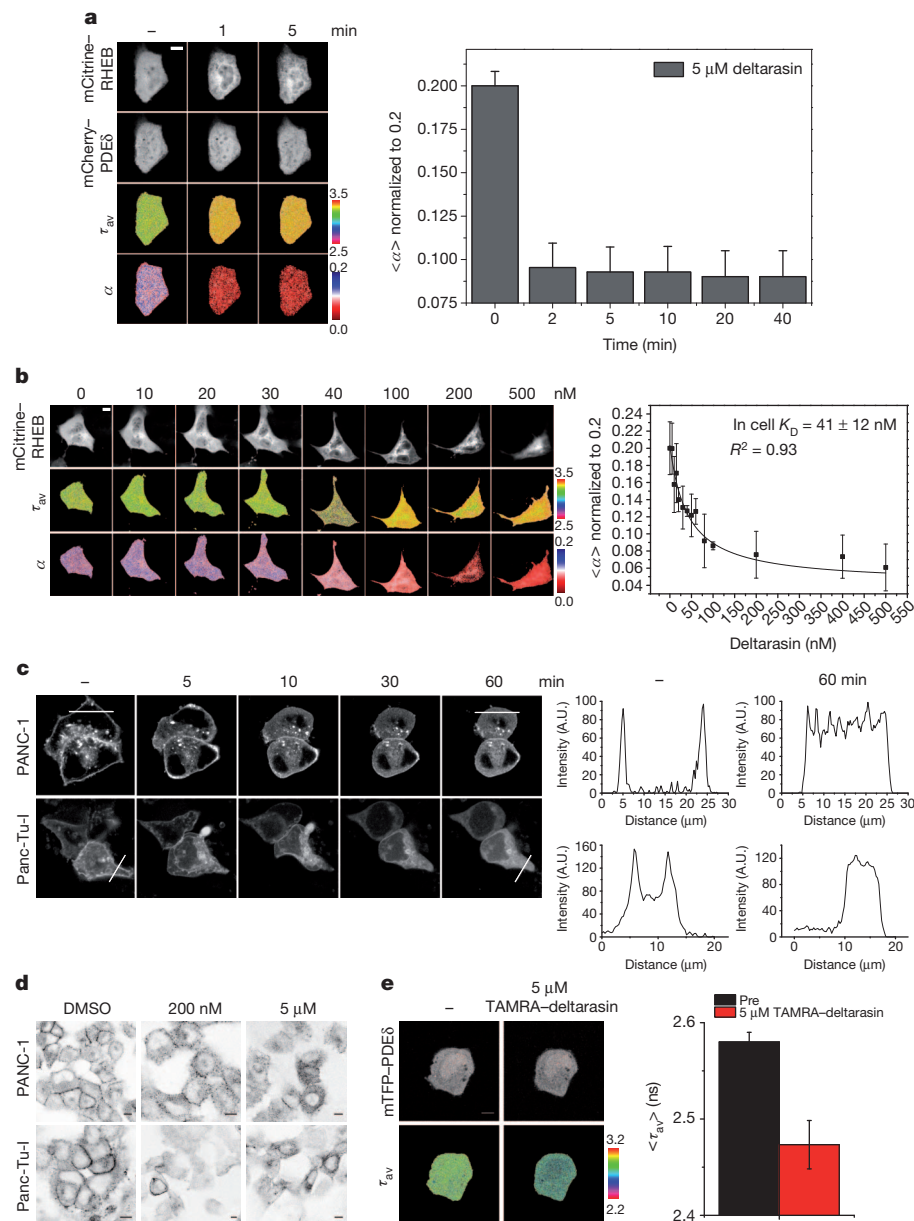 a
– 1 5 min
mCitrine–
RHEB
mCherry–
PDEδ
τav
3.5
2.5
α
0.2
0.0
5 μM deltarasin
<α> normalized to 0.2
0.200
0.175
0.150
0.125
0.100
0.075
0 2 5 10 20 40
Time (min)
b
0 10 20 30 40 100 200 500 nM
mCitrine–
RHEB
τav
3.5
2.5
α
0.2
0.0
In cell KD = 41 ± 12 nM
R2 = 0.93
<α> normalized to 0.2
0.24
0.22
0.20
0.18
0.16
0.14
0.12
0.10
0.08
0.06
0.04
0 50 100 150 200 250 300 350 400 450 500 550
Deltarasin (nM)
c
– 5 10 30 60 min
PANC-1
Panc-Tu-I
–
Intensity (A.U.)
100
80
60
40
20
0
0 5 10 15 20 25 30
Distance (μm)
60 min
Intensity (A.U.)
100
80
60
40
20
0
0 5 10 15 20 25 30
Distance (μm)
Intensity (A.U.)
160
120
80
40
0
0 10 20
Distance (μm)
Intensity (A.U.)
120
80
40
0
0 10 20
Distance (μm)
d
DMSO 200 nM 5 μM
PANC-1
Panc-Tu-I
e
5 μM
– TAMRA–deltarasin
mTFP–PDEδ
τav
3.2
2.2
Pre
5 μM TAMRA–deltarasin
<τav> (ns)
2.6
2.5
2.4